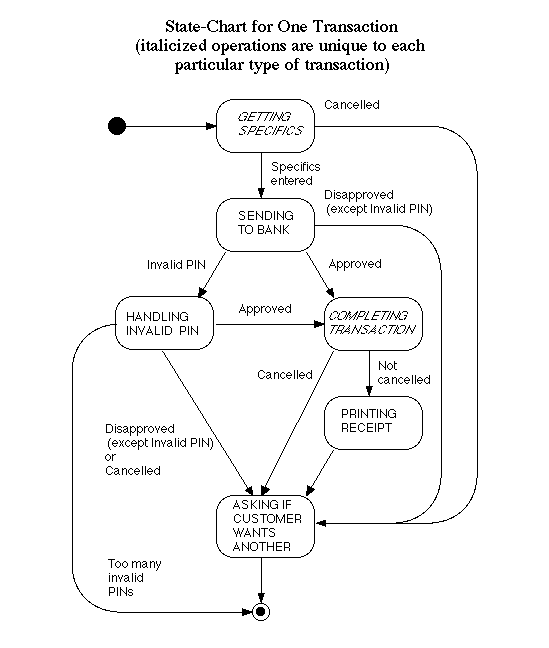 State-Chart for One Transaction
(italicized operations are unique to each
particular type of transaction)
Cancelled
GETTING
SPECIFICS
Specifics
entered
Disapproved
(except Invalid PIN)
SENDING
TO BANK
Invalid PIN
Approved
HANDLING
INVALID PIN
Approved
COMPLETING
TRANSACTION
Cancelled
Not
cancelled
PRINTING
RECEIPT
Disapproved
(except Invalid PIN)
or
Cancelled
ASKING IF
CUSTOMER
WANTS
ANOTHER
Too many
invalid
PINs